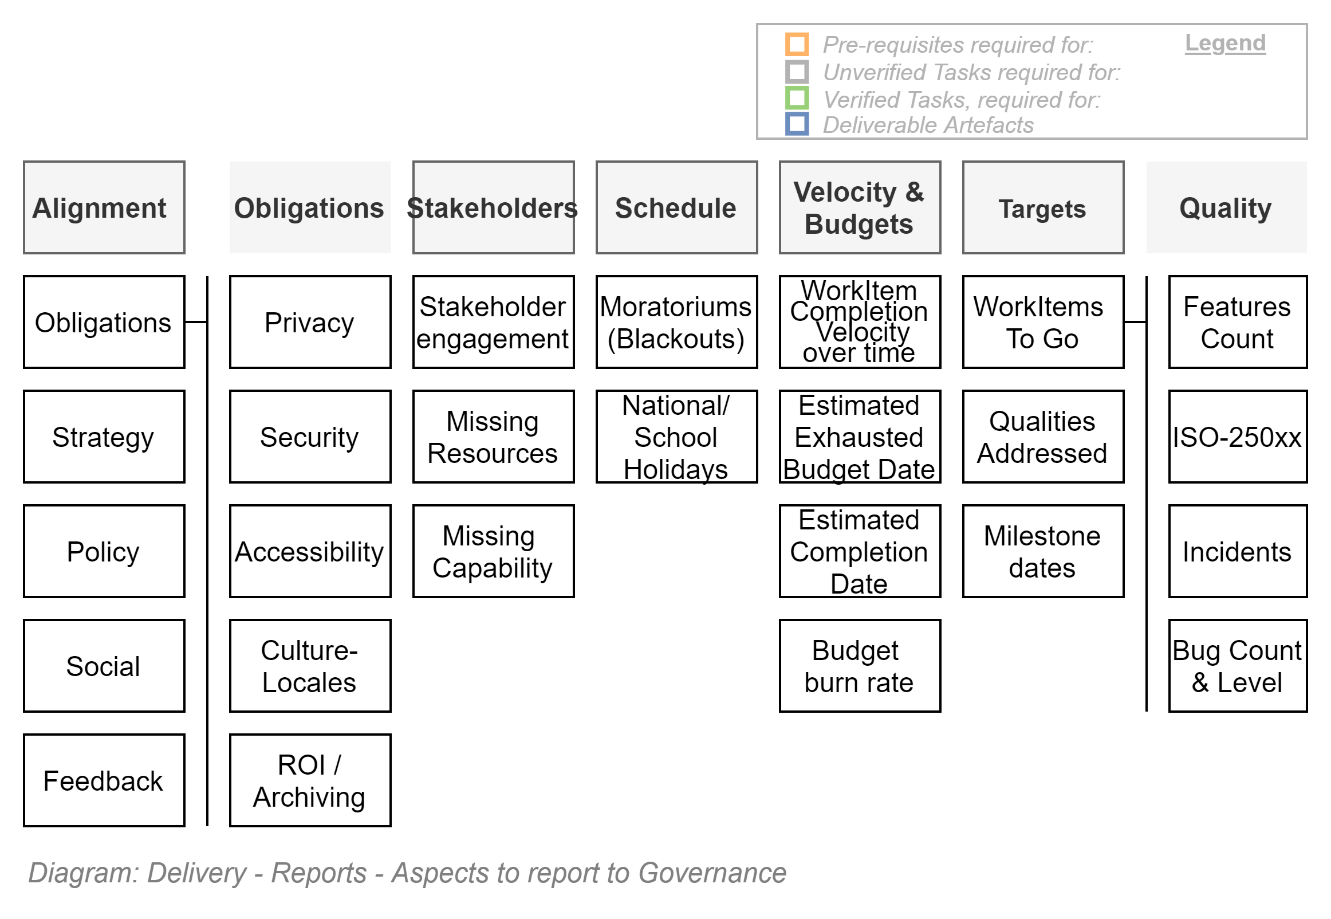 Legend
Pre-requisites required for:
Unverified Tasks required for:
Verified Tasks, required for:
Deliverable Artefacts
Alignment
Obligations
Stakeholders
Schedule
Velocity &
Budgets
Targets
Quality
Obligations
Privacy
Stakeholder
engagement
Moratoriums
(Blackouts)
WorkItem
Completion
Velocity
over time
WorkItems
To Go
Features
Count
Strategy
Security
Missing
Resources
National/
School
Holidays
Estimated
Exhausted
Budget Date
Qualities
Addressed
ISO-250xx
Policy
Accessibility
Missing
Capability
Estimated
Completion
Date
Milestone
dates
Incidents
Social
Culture-
Locales
Budget
burn rate
Bug Count
& Level
Feedback
ROI /
Archiving
Diagram: Delivery - Reports - Aspects to report to Governance